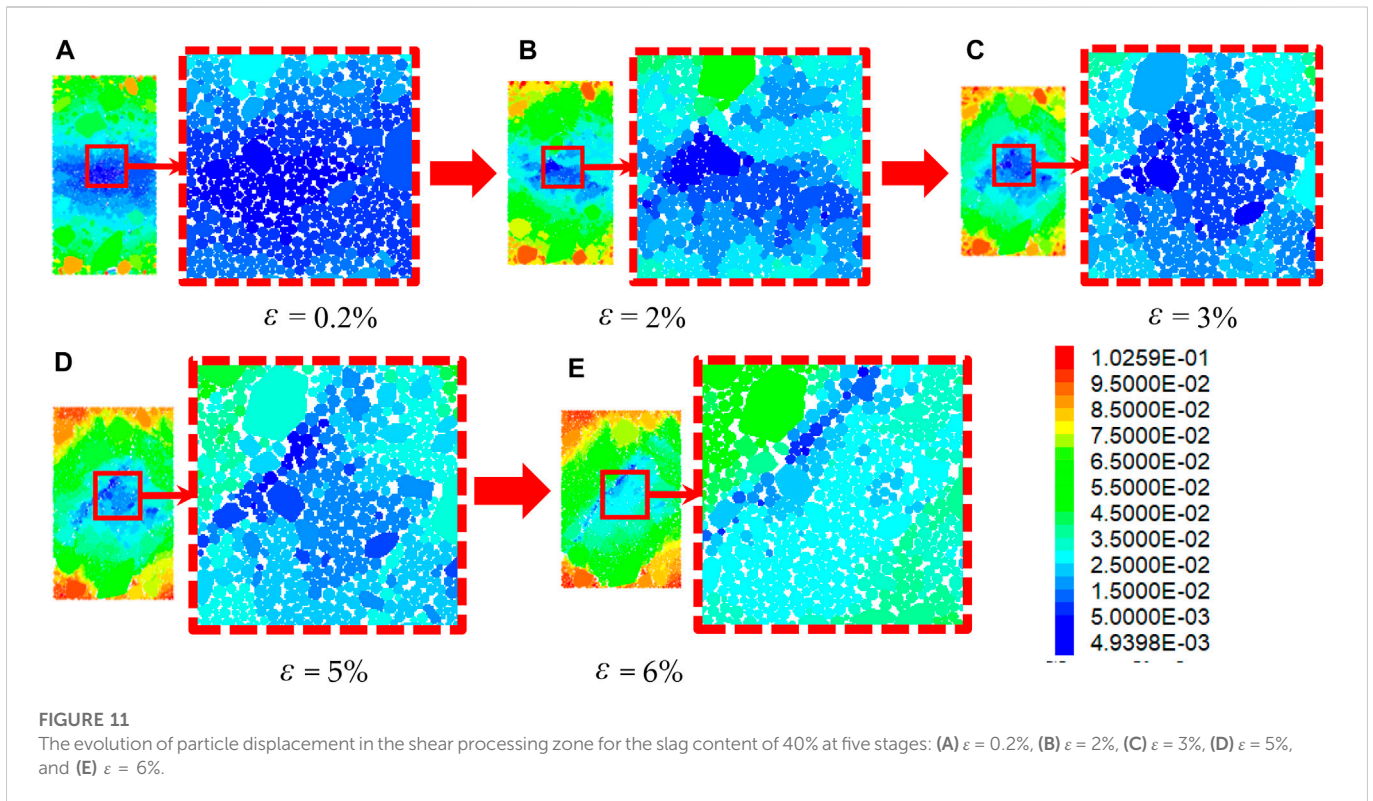 A
B
C
ε = 0.2%
ε = 2%
ε = 3%
D
E
1.0259E-01
9.5000E-02
8.5000E-02
7.5000E-02
6.5000E-02
5.5000E-02
4.5000E-02
3.5000E-02
2.5000E-02
1.5000E-02
5.0000E-03
4.9398E-03
ε = 5%
ε = 6%
FIGURE 11
The evolution of particle displacement in the shear processing zone for the slag content of 40% at five stages: (A) ε = 0.2%, (B) ε = 2%, (C) ε = 3%, (D) ε = 5%,
and (E) ε = 6%.